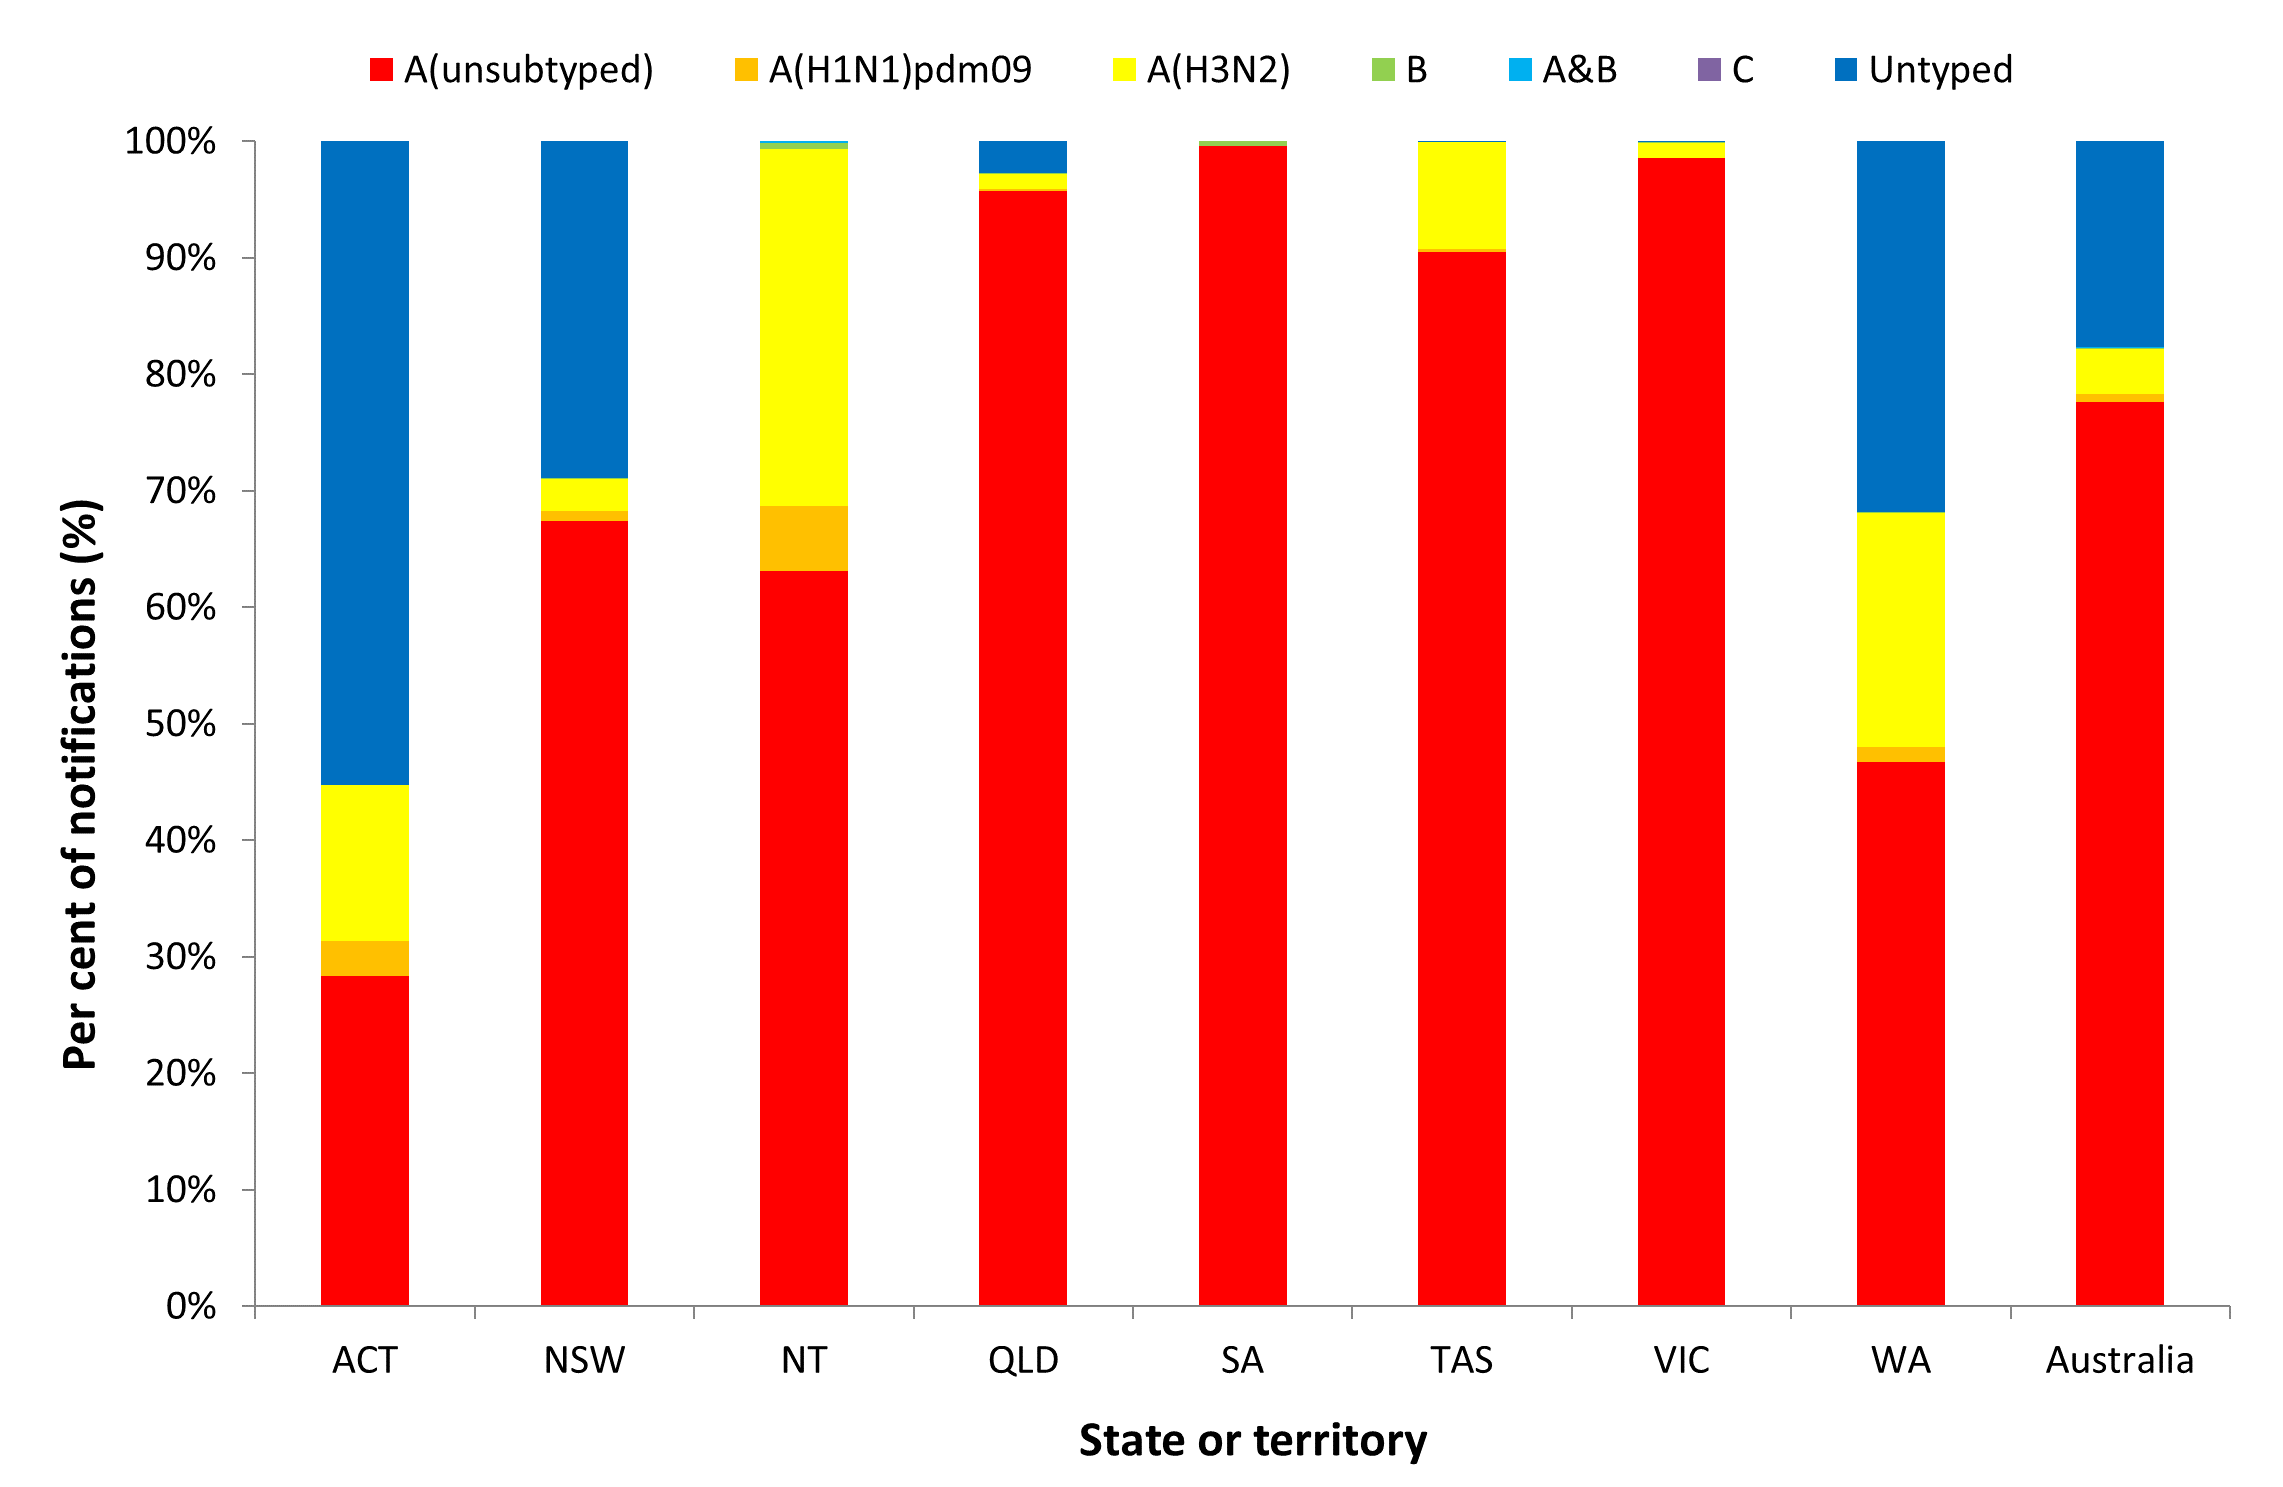 A(unsubtyped) A(H1N1)pdm09 A(H3N2) B A&B C Untyped
100%
90%
80%
70%
60%
50%
40%
30%
20%
10%
0%
Per cent of notifications (%)
ACT NSW NT QLD SA TAS VIC WA Australia
State or territory